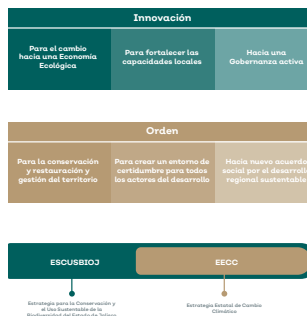 Innovación
Para el cambio
hacia una Economía
Ecológica
Para fortalecer las
capacidades locales
Hacia una
Gobernanza activa
Orden
Para la conservación
y restauración y
gestión del territorio
Para crear un entorno de
certidumbre para todos
los actores del desarrollo
Hacia nuevo acuerdo
social por el desarrollo
regional sustentable
ESCUSBIOJ
EECC
Estrategia para la Conservación y
el Uso Sustentable de la
Biodiversidad del Estado de Jalisco
Estrategia Estatal de Cambio
Climático